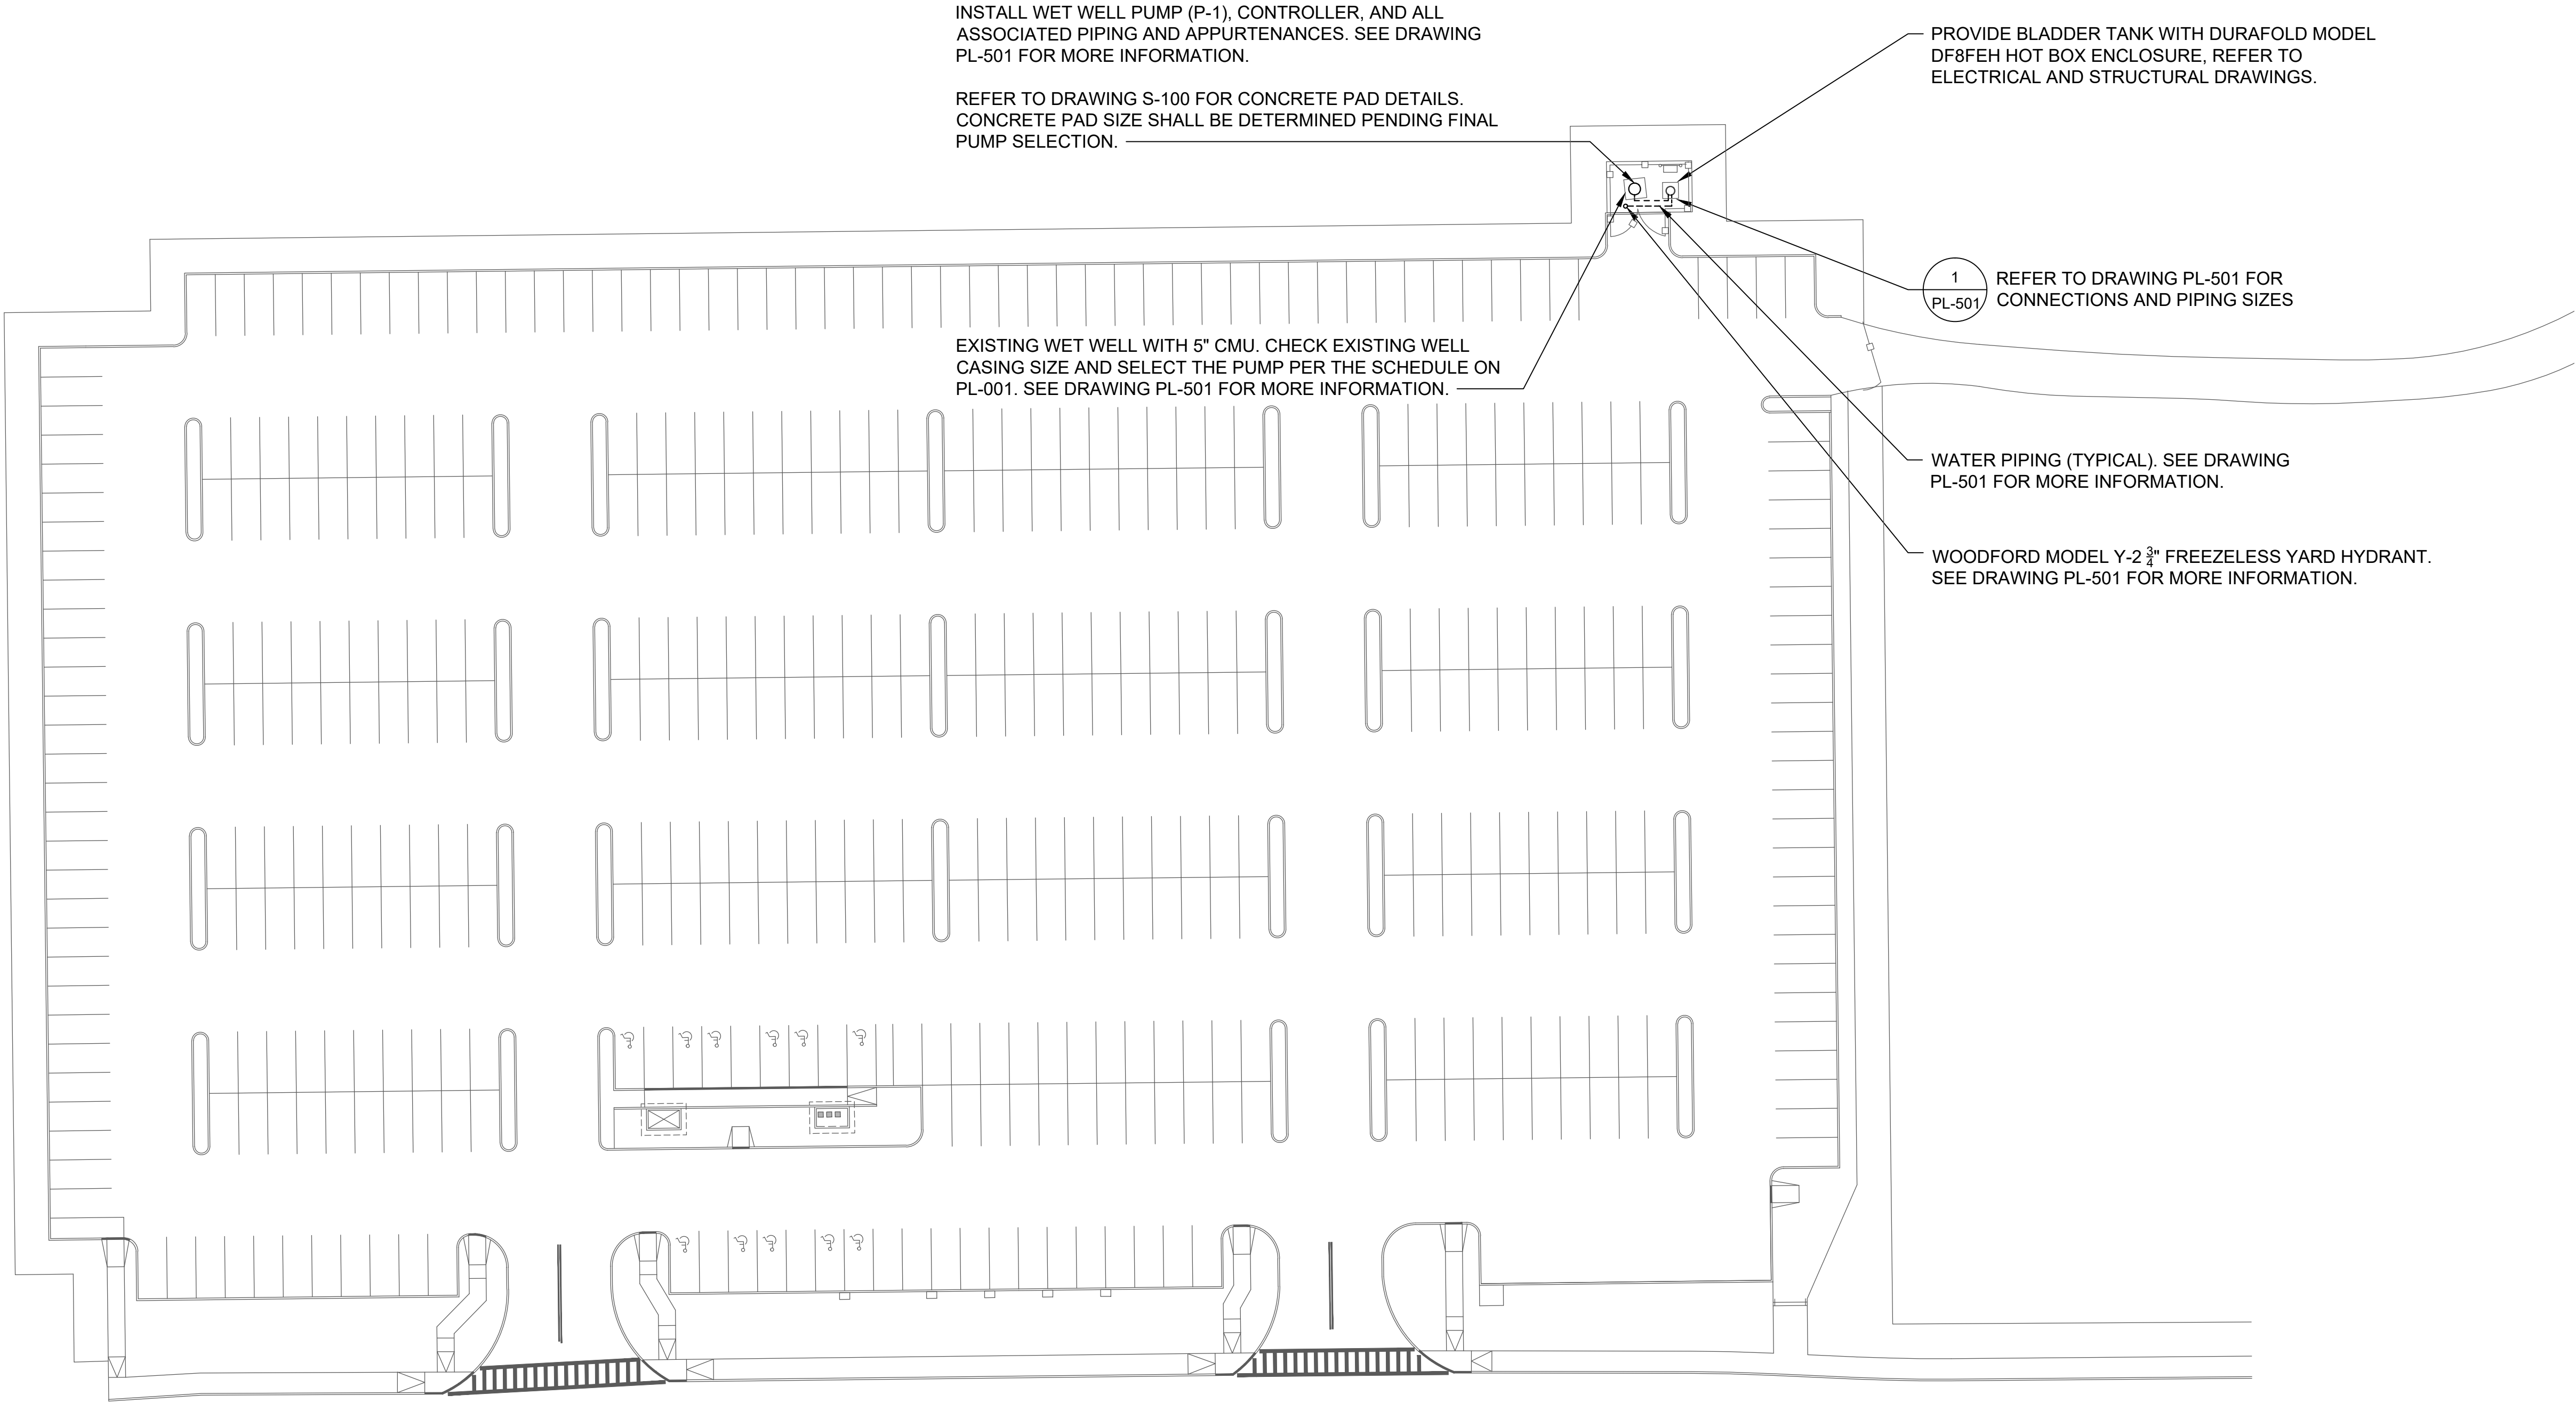 INSTALL WET WELL PUMP (P-1), CONTROLLER, AND ALL
ASSOCIATED PIPING AND APPURTENANCES. SEE DRAWING
PL-501 FOR MORE INFORMATION.
REFER TO DRAWING S-100 FOR CONCRETE PAD DETAILS.
CONCRETE PAD SIZE SHALL BE DETERMINED PENDING FINAL
PUMP SELECTION.
PROVIDE BLADDER TANK WITH DURAFOLD MODEL
DF8FEH HOT BOX ENCLOSURE, REFER TO
ELECTRICAL AND STRUCTURAL DRAWINGS.
1
PL-501
REFER TO DRAWING PL-501 FOR
CONNECTIONS AND PIPING SIZES
EXISTING WET WELL WITH 5" CMU. CHECK EXISTING WELL
CASING SIZE AND SELECT THE PUMP PER THE SCHEDULE ON
PL-001. SEE DRAWING PL-501 FOR MORE INFORMATION.
WATER PIPING (TYPICAL). SEE DRAWING
PL-501 FOR MORE INFORMATION.
WOODFORD MODEL Y-2 3/4" FREEZELESS YARD HYDRANT.
SEE DRAWING PL-501 FOR MORE INFORMATION.